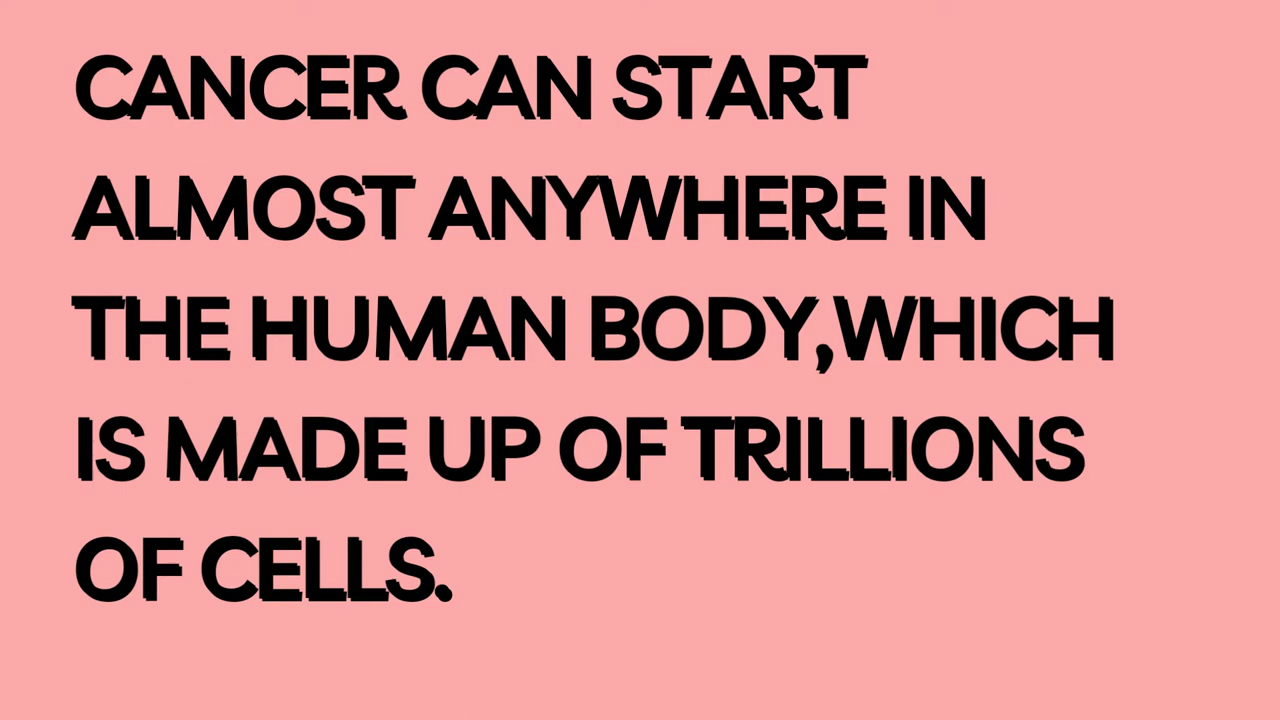 CANCER CAN START
ALMOST ANYWHERE IN
THE HUMAN BODY,WHICH
IS MADE UP OF TRILLIONS
OF CELLS.